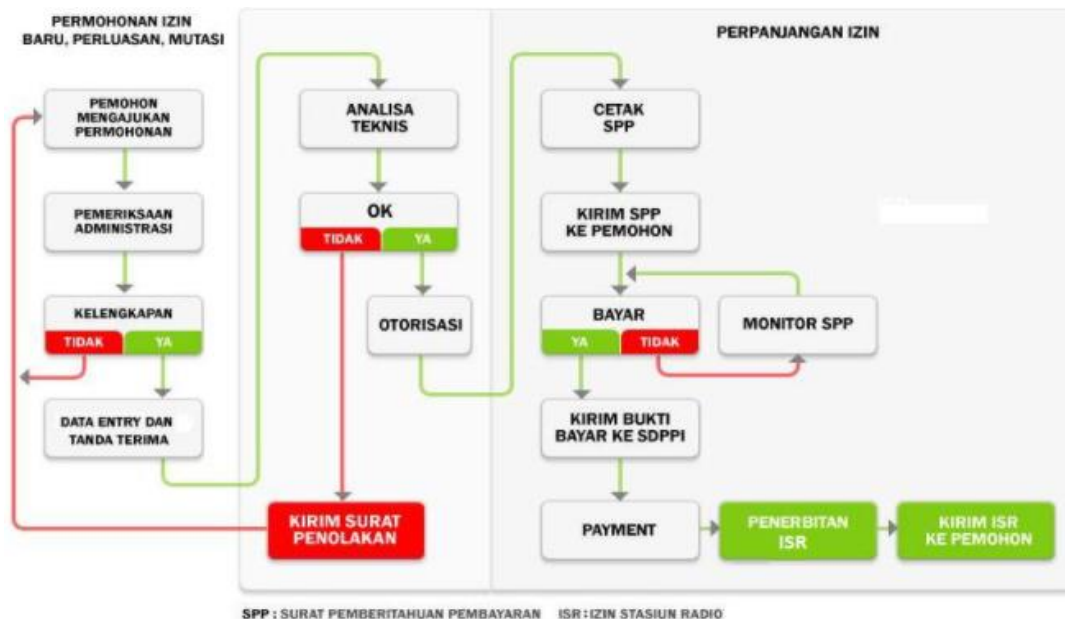 PERMOHONAN IZIN
BARU, PERLUASAN, MUTASI
PEMOHON
MENGAJUKAN
PERMOHONAN
PEMERIKSAAN
ADMINISTRASI
KELENGKAPAN
TIDAK YA
DATA ENTRY DAN
TANDA TERIMA
ANALISA
TEKNIS
OK
TIDAK YA
OTORISASI
KIRIM SURAT
PENOLAKAN
PERPANJANGAN IZIN
CETAK
SPP
KIRIM SPP
KE PEMOHON
BAYAR
YA TIDAK
MONITOR SPP
KIRIM BUKTI
BAYAR KE SDPPI
PAYMENT
PENERBITAN
ISR
KIRIM ISR
KE PEMOHON
SPP : SURAT PEMBERITAHUAN PEMBAYARAN ISR : IZIN STASIUN RADIO